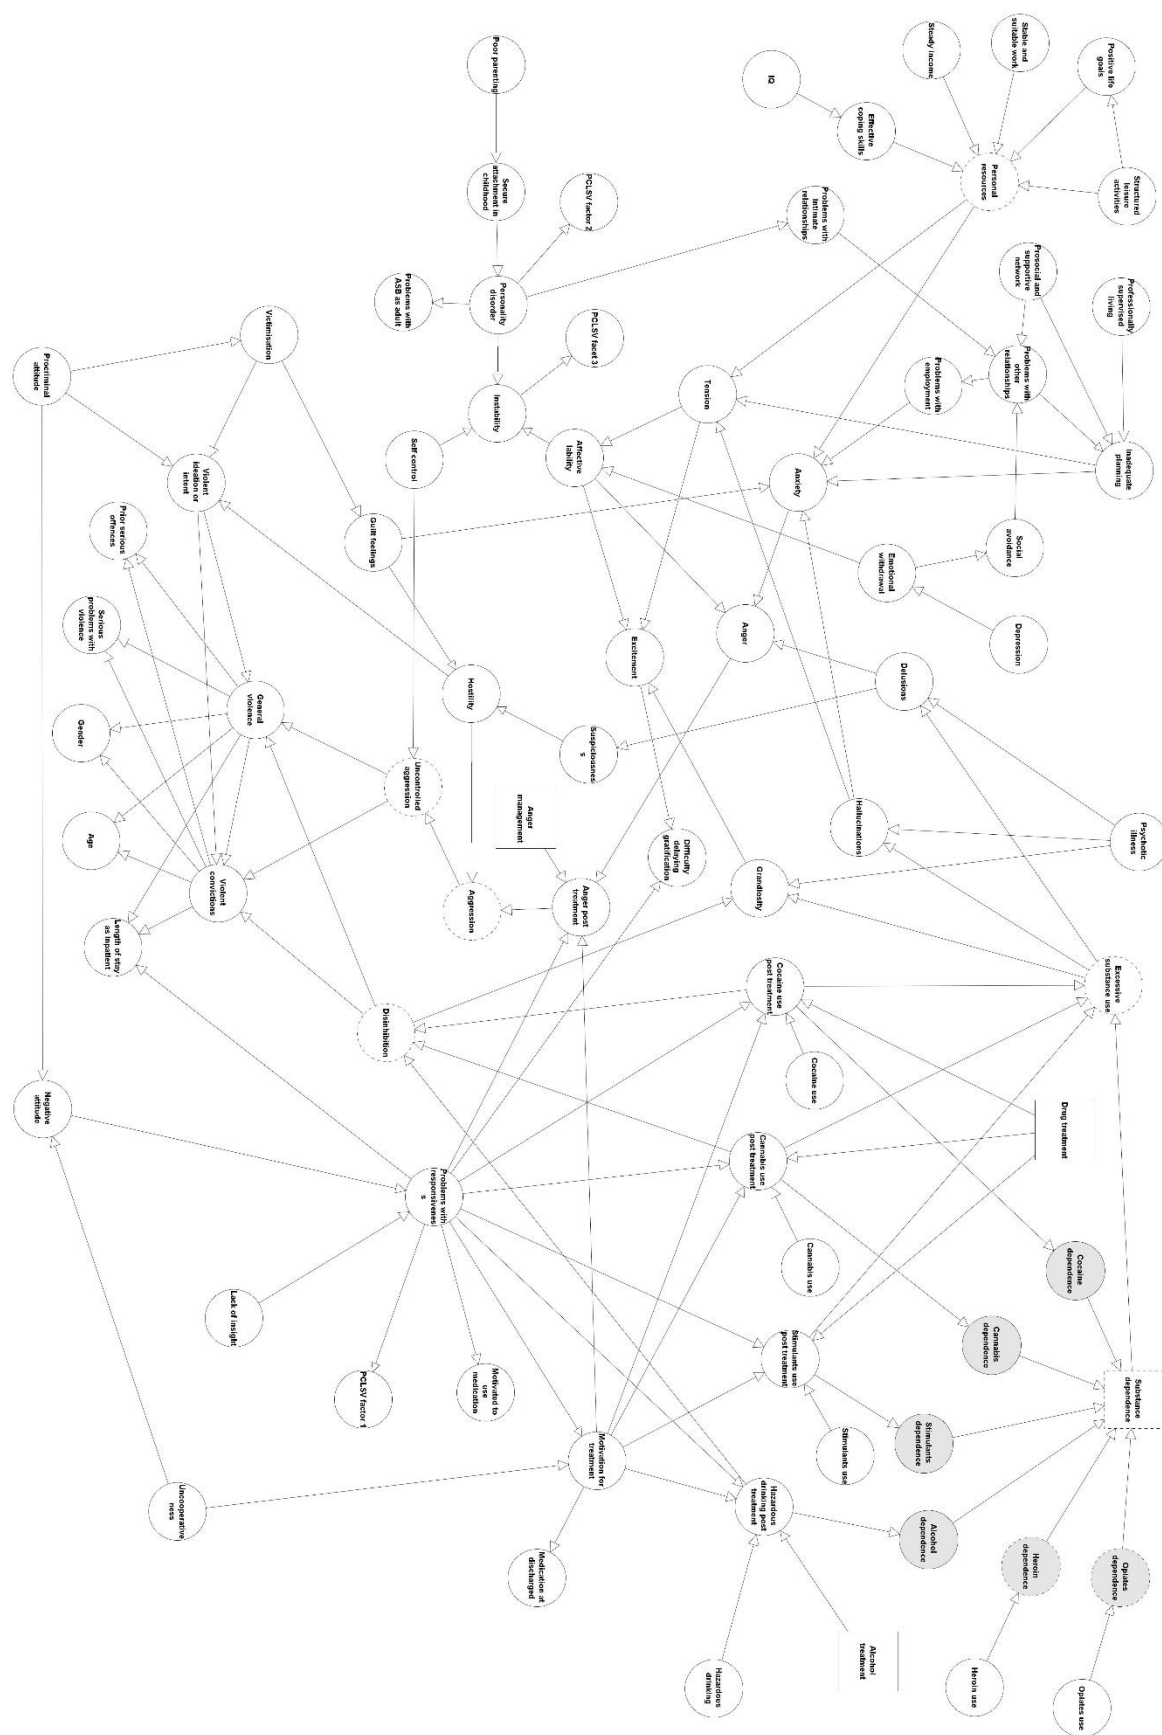 Poor parenting
Steady income
Stable and
suitable work
Positive life
goals
IQ
Effective
coping skills
Personal
resources
Structured
leisure
activities
Secure
attachment in
childhood
PCLSV factor 2
Problems with
intimate
relationships
Prosocial and
supportive
network
Professionally
supervised
living
Problems with
ASB as adult
Personality
disorder
PCLSV facet 3
Victimisation
Procriminal
attitude
Problems with
employment
Problems with
other
relationships
Tension
Instability
Self control
Affective
lability
Anxiety
Inadequate
planning
Violent
ideation or
intent
Prior serious
offences
Guilt feelings
Social
avoidance
Emotional
withdrawal
Depression
Serious
problems with
violence
Anger
Excitement
Delusions
Hostility
General
violence
Gender
Suspiciousnes
s
Uncontrolled
aggression
Anger
management
Hallucinations
Psychotic
illness
Age
Difficulty
delaying
gratification
Grandiosity
Violent
convictions
Aggression
Anger post
treatment
Length of stay
as inpatient
Disinhibition
Cocaine use
post treatment
Excessive
substance use
Cocaine use
Negative
attitude
Cannabis use
post treatment
Drug treatment
Problems with
responsivenes
s
Cannabis use
Cocaine
dependence
Lack of insight
PCLSV factor 1
Motivated to
use
medication
Stimulants use
post treatment
Cannabis
dependence
Substance
dependence
Stimulants use
Stimulants
dependence
Motivation for
treatment
Uncooperative
ness
Hazardous
drinking post
treatment
Alcohol
dependence
Heroin
dependence
Opiates
dependence
Medication at
discharged
Alcohol
treatment
Hazardous
drinking
Heroin use
Opiates use